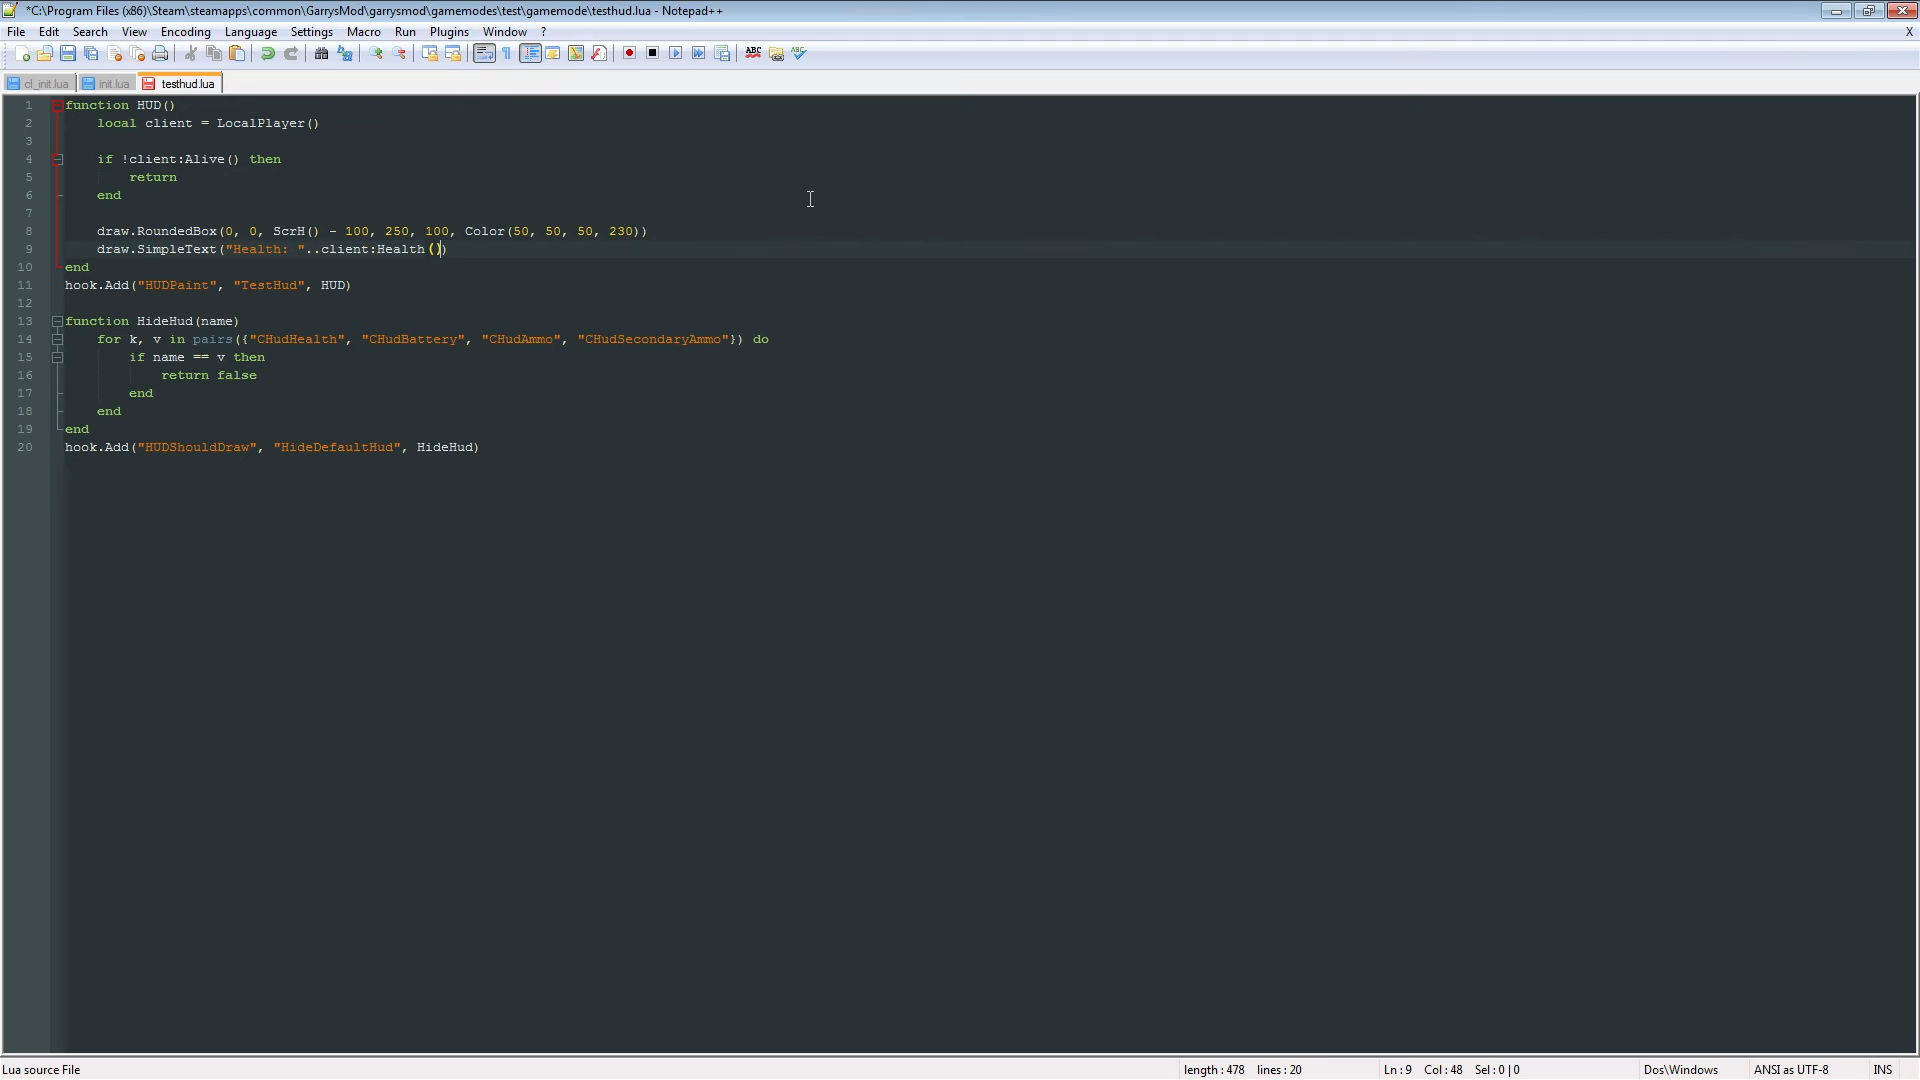 *C:\Program Files (x86)\Steam\steamapps\common\GarrysMod\garrysmod\gamemodes\test\gamemode\testhud.lua - Notepad++
File Edit Search View Encoding Language Settings Macro Run Plugins Window ? X
cl_init.lua init.lua testhud.lua
1 function HUD()
2 local client = LocalPlayer()
3
4 if !client:Alive() then
5 return
6 end
7
8 draw.RoundedBox(0, 0, ScrH() - 100, 250, 100, Color(50, 50, 50, 230))
9 draw.SimpleText("Health: "..client:Health())
10 end
11 hook.Add("HUDPaint", "TestHud", HUD)
12
13 function HideHud(name)
14 for k, v in pairs({"CHudHealth", "CHudBattery", "CHudAmmo", "CHudSecondaryAmmo"}) do
15 if name == v then
16 return false
17 end
18 end
19 end
20 hook.Add("HUDShouldDraw", "HideDefaultHud", HideHud)
Lua source File length : 478 lines : 20 Ln : 9 Col : 48 Sel : 0 | 0 Dos\Windows ANSI as UTF-8 INS